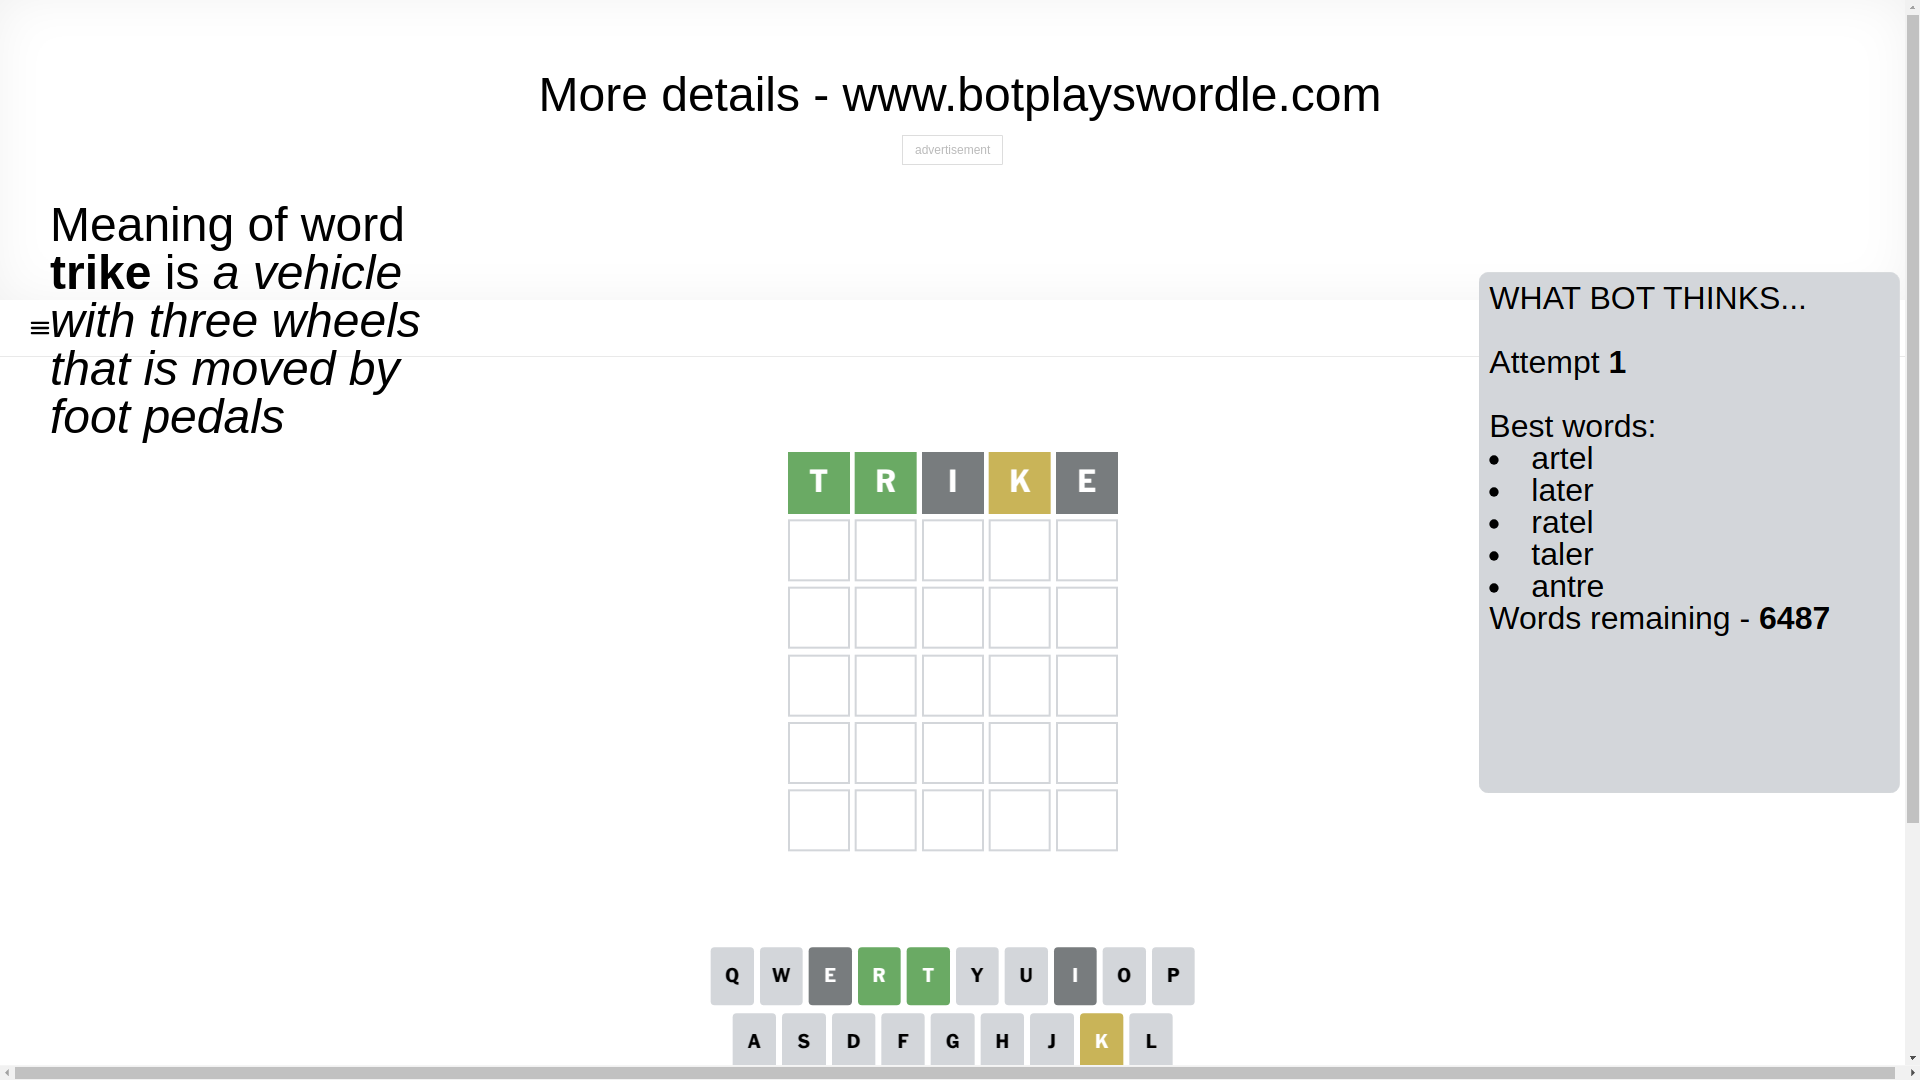 More details - www.botplayswordle.com
advertisement
Meaning of word
trike is a vehicle
with three wheels
that is moved by
foot pedals
WHAT BOT THINKS...
Attempt 1
Best words:
• artel
• later
• ratel
• taler
• antre
Words remaining - 6487
T R I K E
Q W E R T Y U I O P
A S D F G H J K L